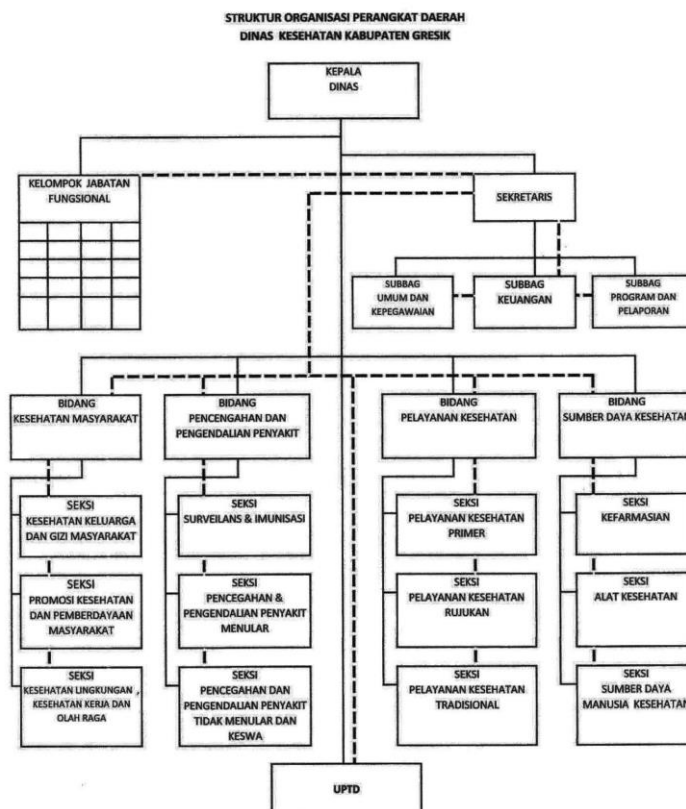 STRUKTUR ORGANISASI PERANGKAT DAERAH
DINAS KESEHATAN KABUPATEN GRESIK
KEPALA
DINAS
KELOMPOK JABATAN
FUNGSIONAL
SEKRETARIS
SUBBAG
UMUM DAN
KEPEGAWAIAN
SUBBAG
KEUANGAN
SUBBAG
PROGRAM DAN
PELAPORAN
BIDANG
KESEHATAN MASYARAKAT
BIDANG
PENCENGAHAN DAN
PENGENDALIAN PENYAKIT
BIDANG
PELAYANAN KESEHATAN
BIDANG
SUMBER DAYA KESEHATAN
SEKSI
KESEHATAN KELUARGA
DAN GIZI MASYARAKAT
SEKSI
SURVEILANS & IMUNISASI
SEKSI
PELAYANAN KESEHATAN
PRIMER
SEKSI
KEFARMASIAN
SEKSI
PROMOSI KESEHATAN
DAN PEMBERDAYAAN
MASYARAKAT
SEKSI
PENCEGAHAN &
PENGENDALIAN PENYAKIT
MENULAR
SEKSI
PELAYANAN KESEHATAN
RUJUKAN
SEKSI
ALAT KESEHATAN
SEKSI
KESEHATAN LINGKUNGAN ,
KESEHATAN KERJA DAN
OLAH RAGA
SEKSI
PENCEGAHAN DAN
PENGENDALIAN PENYAKIT
TIDAK MENULAR DAN
KESWA
SEKSI
PELAYANAN KESEHATAN
TRADISIONAL
SEKSI
SUMBER DAYA
MANUSIA KESEHATAN
UPTD